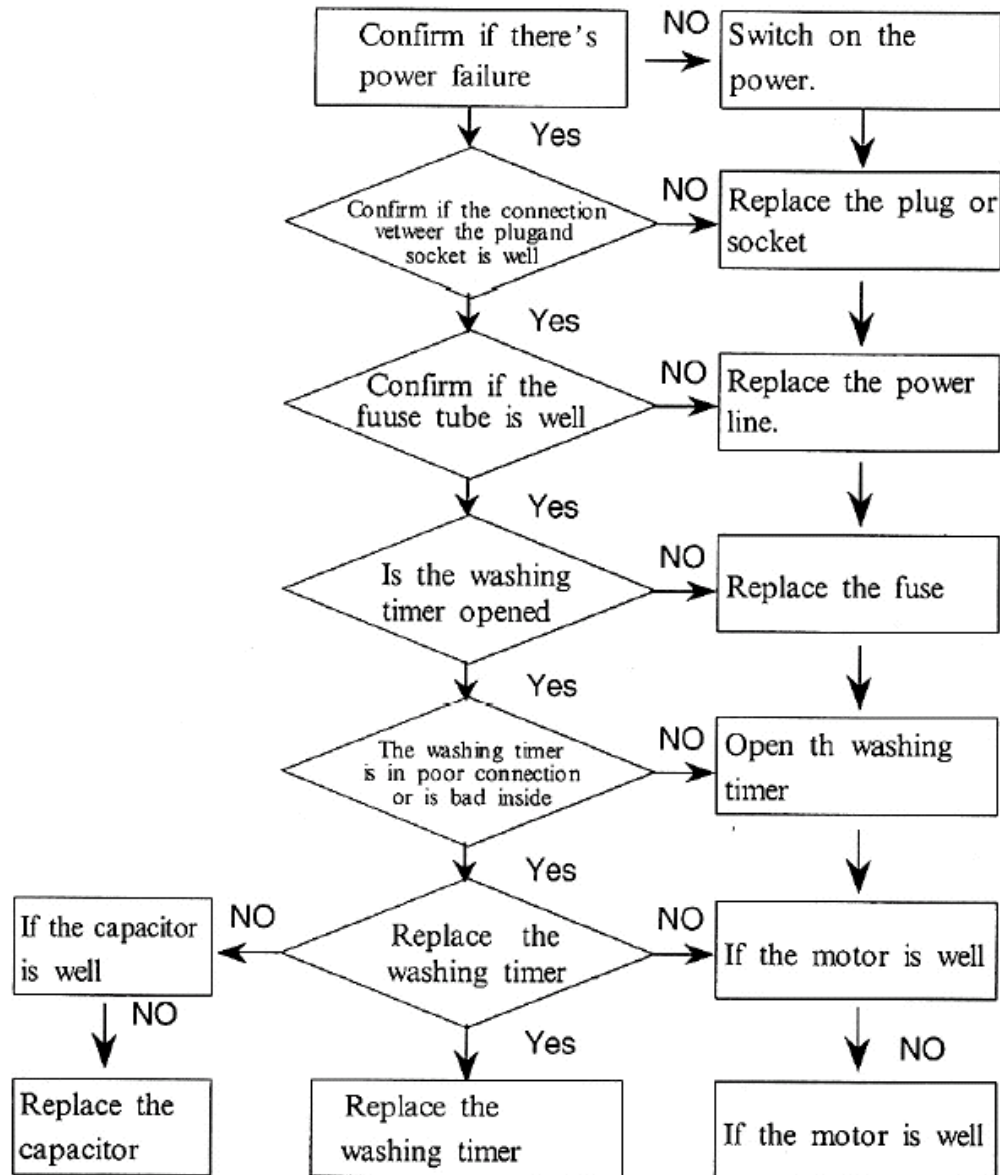 Confirm if there's
power failure
NO
Switch on the
power.
Yes
Confirm if the connection
vetweer the plugand
socket is well
NO
Replace the plug or
socket
Yes
Confirm if the
fuuse tube is well
NO
Replace the power
line.
Yes
Is the washing
timer opened
NO
Replace the fuse
Yes
The washing timer
is in poor connection
or is bad inside
NO
Open th washing
timer
Yes
If the capacitor
is well
NO
Replace the
washing timer
NO
If the motor is well
NO
Yes
NO
Replace the
capacitor
Replace the
washing timer
If the motor is well